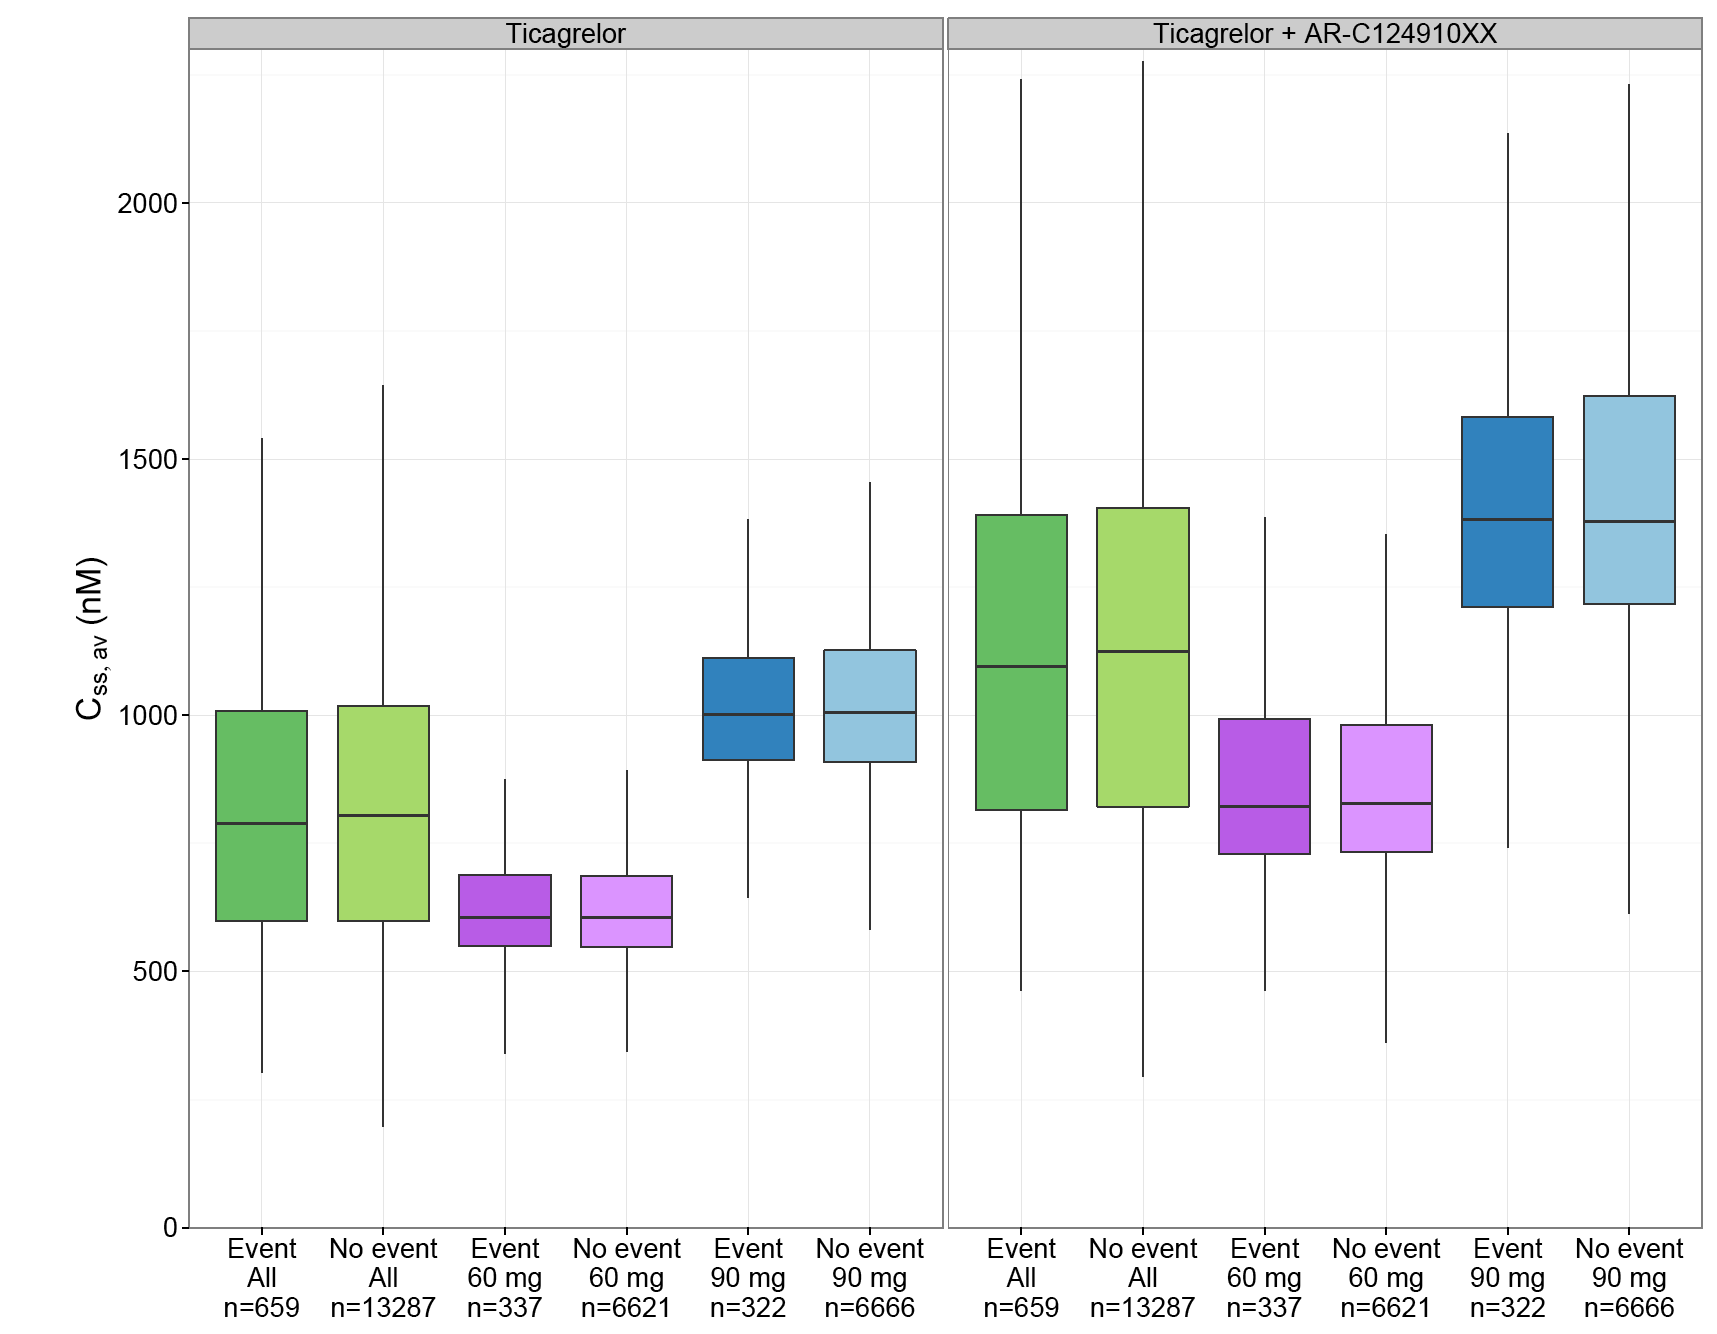 Ticagrelor
Ticagrelor + AR-C124910XX
C_ss, av (nM)
2000
1500
1000
500
0
Event No event Event No event Event No event
All All 60 mg 60 mg 90 mg 90 mg
n=659 n=13287 n=337 n=6621 n=322 n=6666
Event No event Event No event Event No event
All All 60 mg 60 mg 90 mg 90 mg
n=659 n=13287 n=337 n=6621 n=322 n=6666